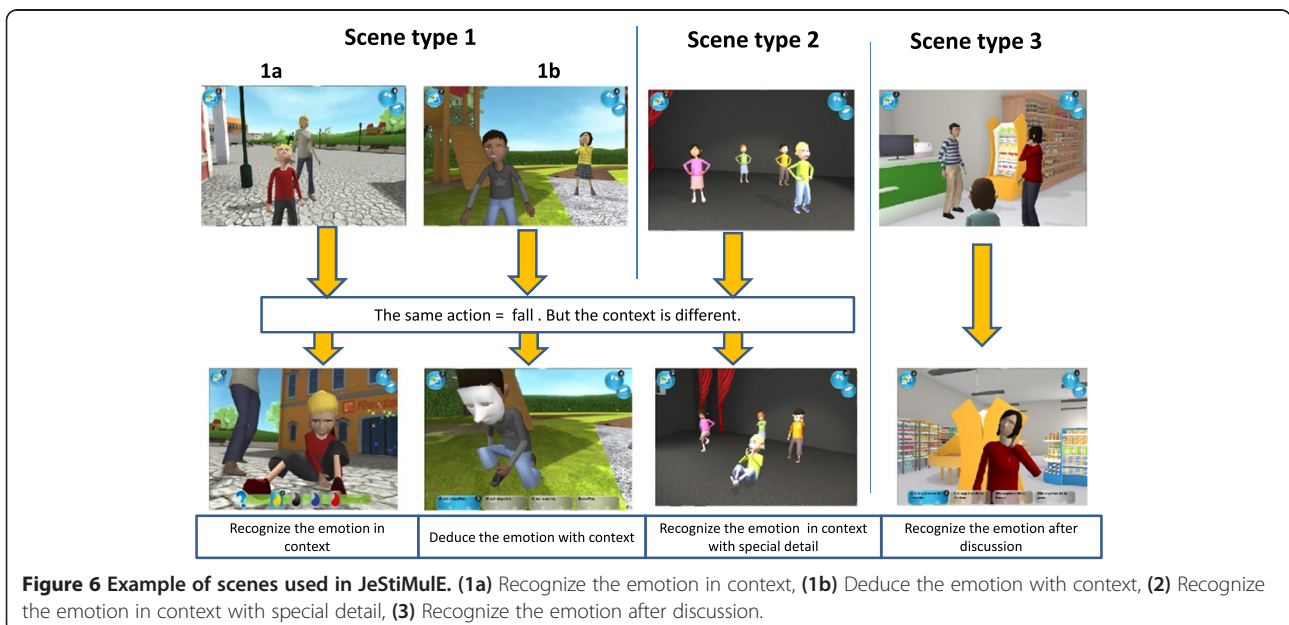 Scene type 1
Scene type 2
Scene type 3
1a
1b
The same action = fall . But the context is different.
Recognize the emotion in
context
Deduce the emotion with context
Recognize the emotion in context
with special detail
Recognize the emotion after
discussion
Figure 6 Example of scenes used in JeStiMulE. (1a) Recognize the emotion in context, (1b) Deduce the emotion with context, (2) Recognize
the emotion in context with special detail, (3) Recognize the emotion after discussion.